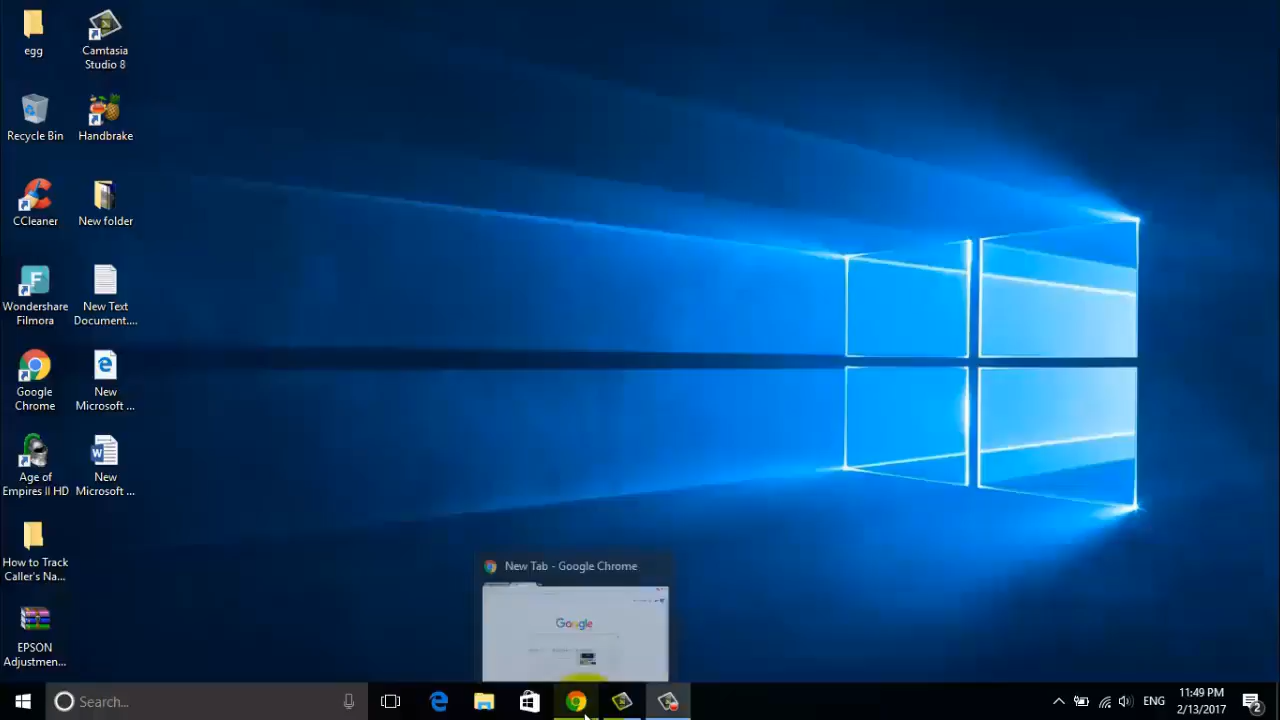 egg
Camtasia
Studio 8
Recycle Bin
Handbrake
CCleaner
New folder
Wondershare
Filmora
New Text
Document....
Google
Chrome
New
Microsoft ...
Age of
Empires II HD
New
Microsoft ...
How to Track
Caller's Na...
EPSON
Adjustmen...
New Tab - Google Chrome
Google
Search...
ENG
11:49 PM
2/13/2017
2